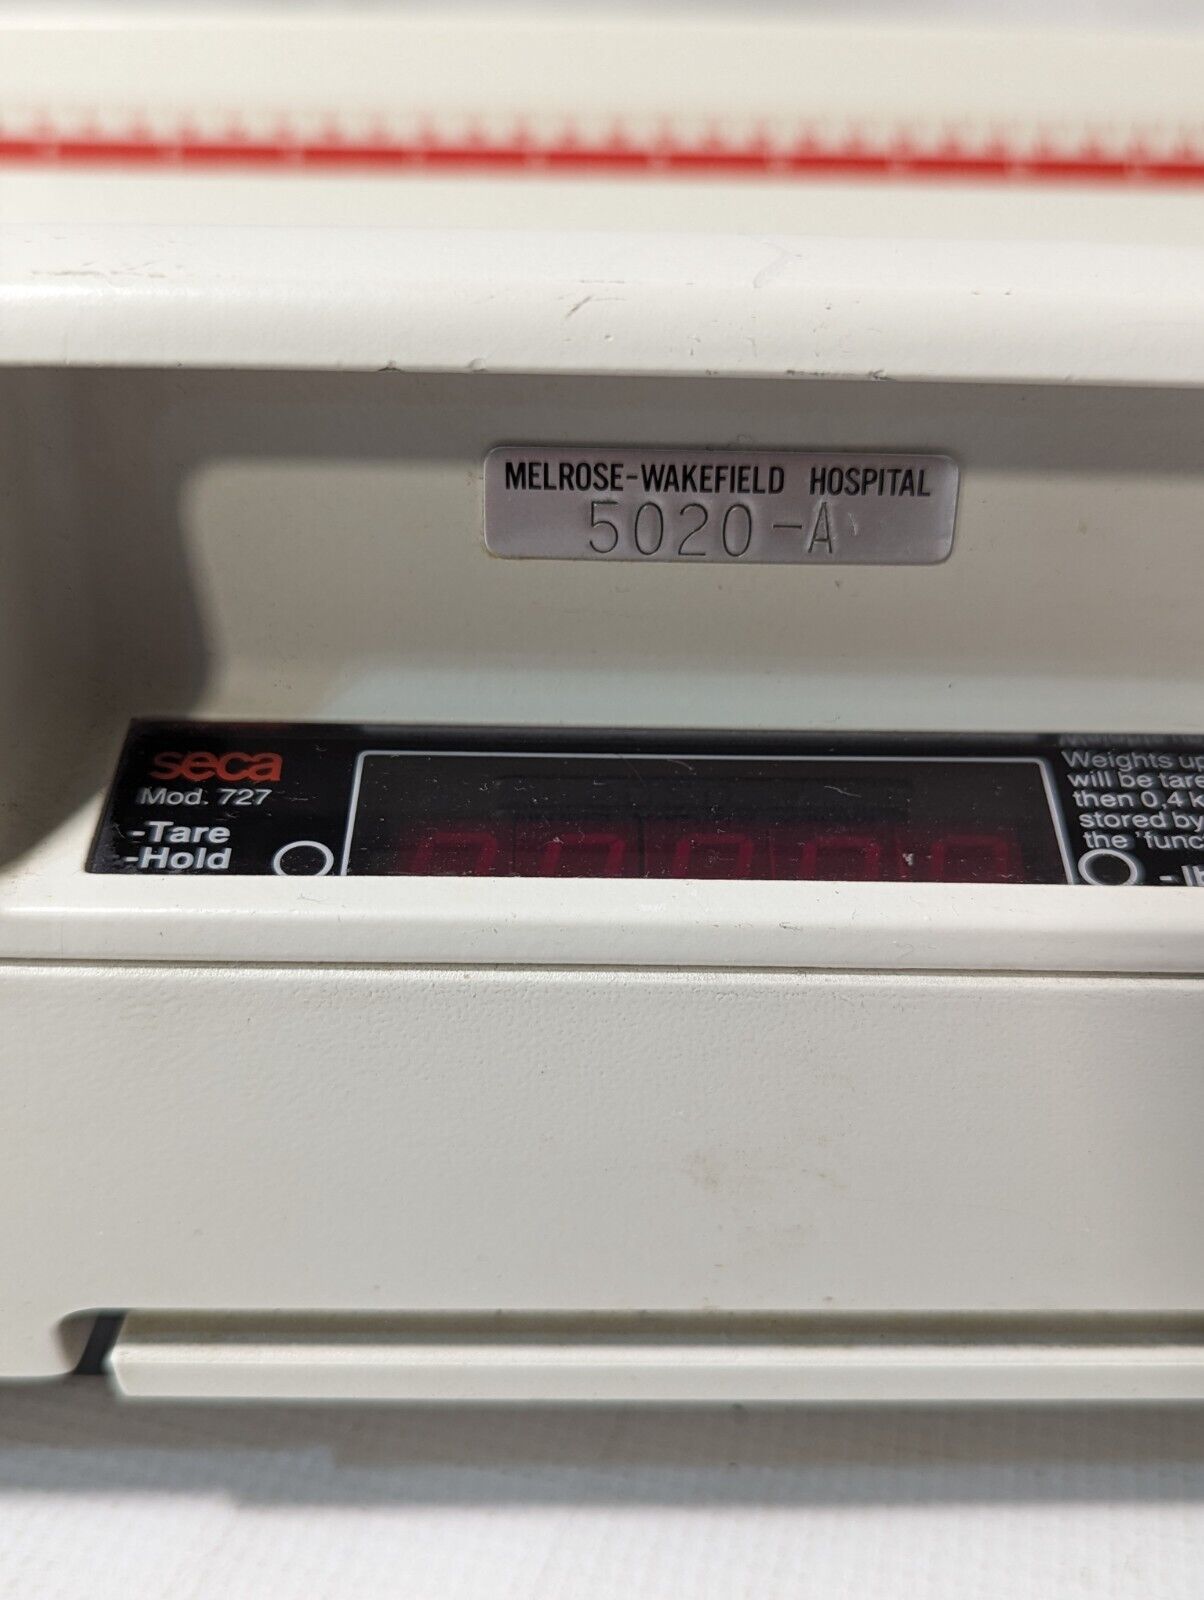 MELROSE-WAKEFIELD HOSPITAL
5020-A
seca
Mod. 727
-Tare
-Hold
Weights up
will be tare
then 0,4 k
stored by
the 'func
-lb